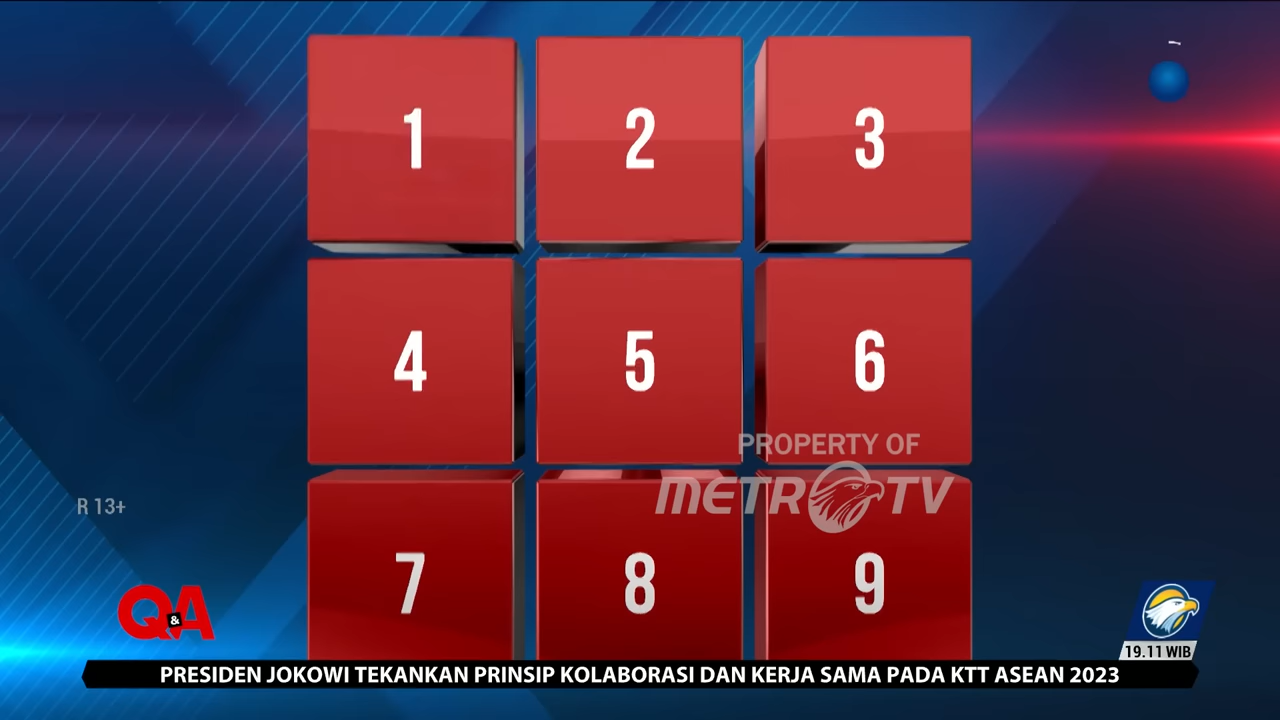 1 2 3
4 5 6
PROPERTY OF
METRO TV
R 13+
7 8 9
Q&A
19.11 WIB
PRESIDEN JOKOWI TEKANKAN PRINSIP KOLABORASI DAN KERJA SAMA PADA KTT ASEAN 2023